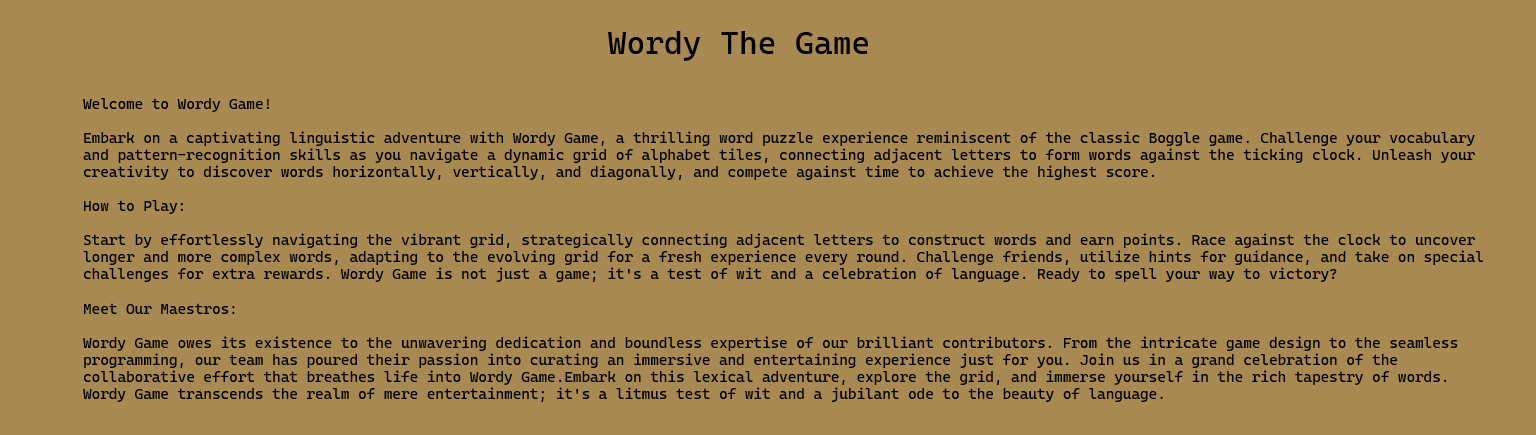 Wordy The Game
Welcome to Wordy Game!
Embark on a captivating linguistic adventure with Wordy Game, a thrilling word puzzle experience reminiscent of the classic Boggle game. Challenge your vocabulary
and pattern-recognition skills as you navigate a dynamic grid of alphabet tiles, connecting adjacent letters to form words against the ticking clock. Unleash your
creativity to discover words horizontally, vertically, and diagonally, and compete against time to achieve the highest score.
How to Play:
Start by effortlessly navigating the vibrant grid, strategically connecting adjacent letters to construct words and earn points. Race against the clock to uncover
longer and more complex words, adapting to the evolving grid for a fresh experience every round. Challenge friends, utilize hints for guidance, and take on special
challenges for extra rewards. Wordy Game is not just a game; it's a test of wit and a celebration of language. Ready to spell your way to victory?
Meet Our Maestros:
Wordy Game owes its existence to the unwavering dedication and boundless expertise of our brilliant contributors. From the intricate game design to the seamless
programming, our team has poured their passion into curating an immersive and entertaining experience just for you. Join us in a grand celebration of the
collaborative effort that breathes life into Wordy Game.Embark on this lexical adventure, explore the grid, and immerse yourself in the rich tapestry of words.
Wordy Game transcends the realm of mere entertainment; it's a litmus test of wit and a jubilant ode to the beauty of language.